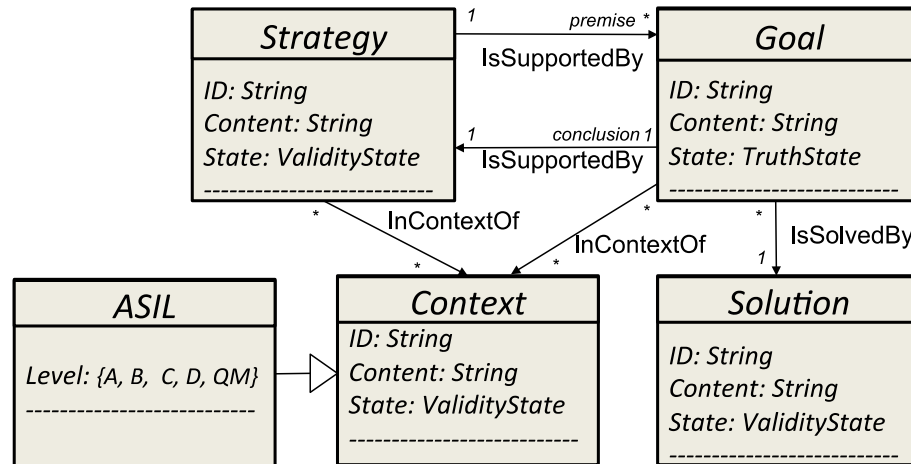 Strategy
ID: String
Content: String
State: ValidityState
-----------------------------
1 premise *
IsSupportedBy
1 conclusion 1
IsSupportedBy
Goal
ID: String
Content: String
State: TruthState
-----------------------------
* InContextOf *
* InContextOf *
* IsSolvedBy
1
ASIL
Level: {A, B, C, D, QM}
-----------------------------
Context
ID: String
Content: String
State: ValidityState
-----------------------------
Solution
ID: String
Content: String
State: ValidityState
-----------------------------